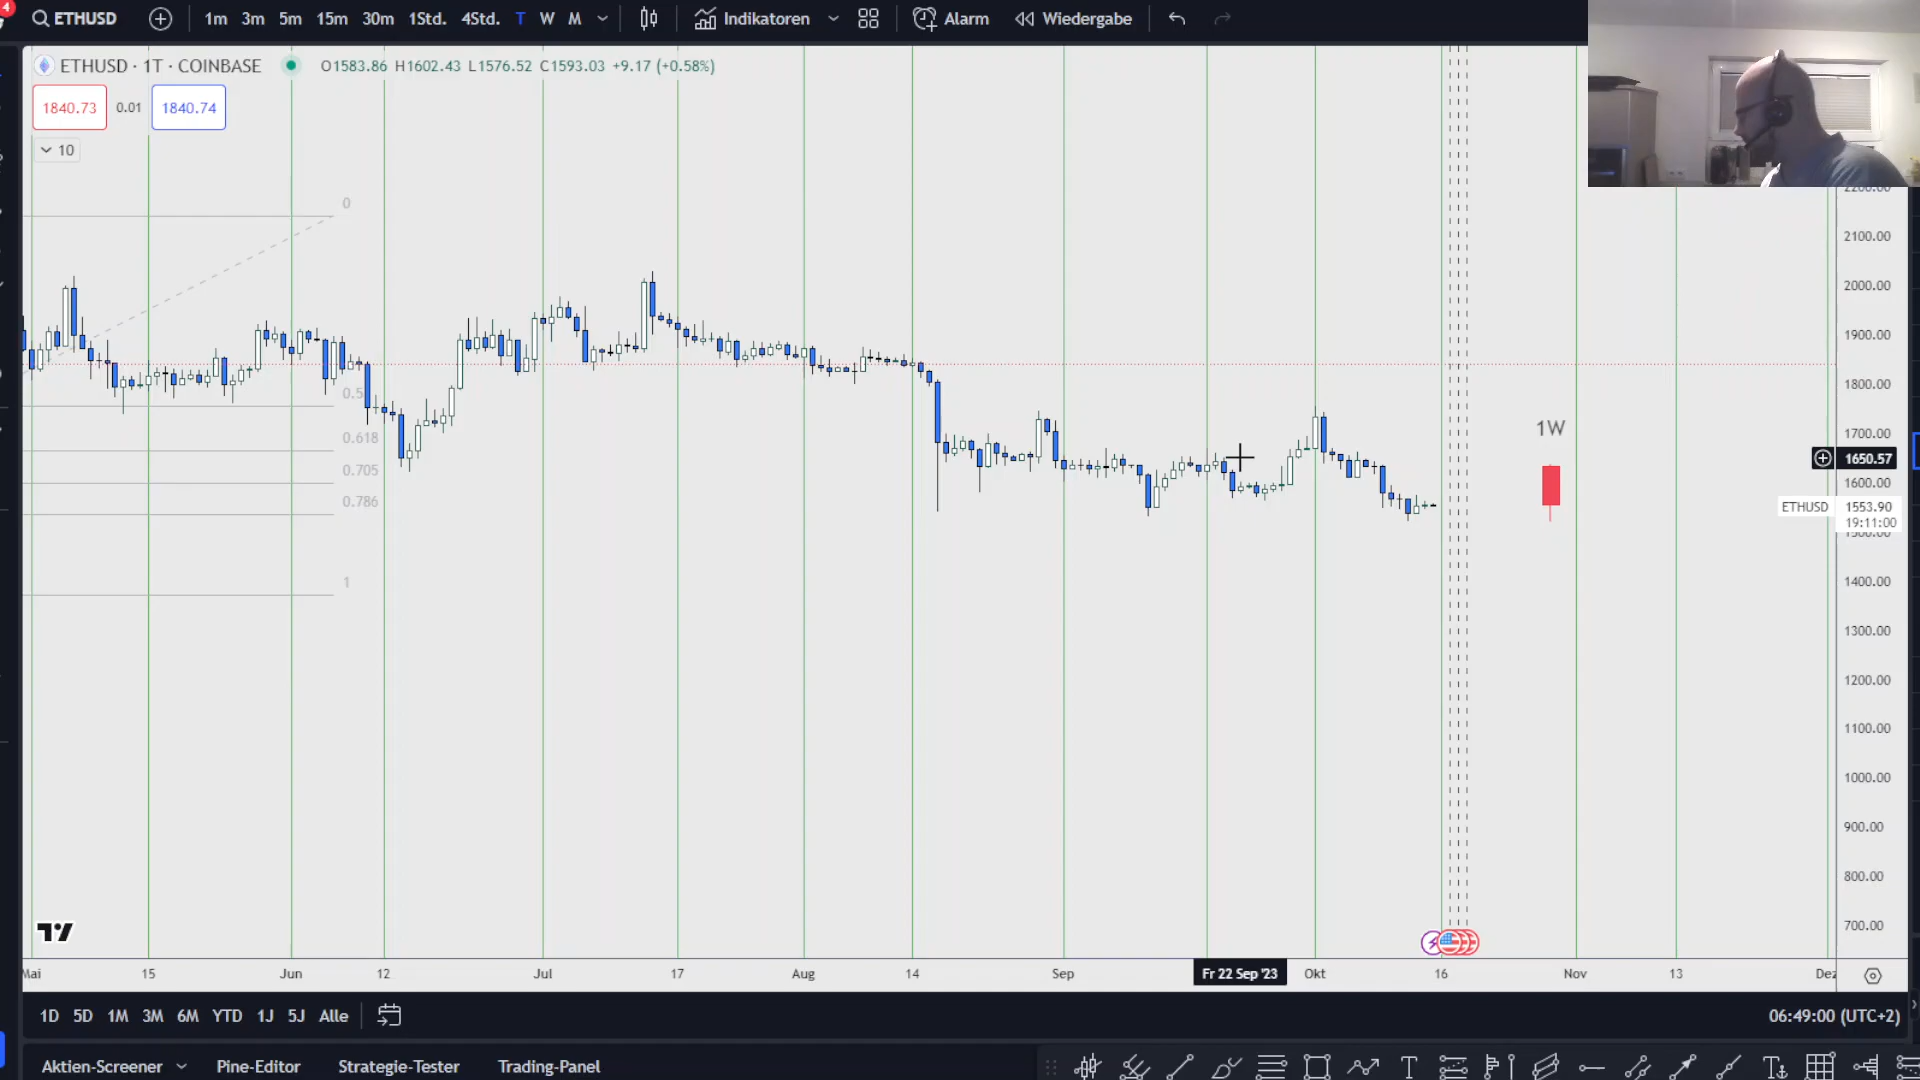 4
ETHUSD
1m 3m 5m 15m 30m 1Std. 4Std. T W M
Indikatoren
Alarm
Wiedergabe
ETHUSD · 1T · COINBASE
O1583.86 H1602.43 L1576.52 C1593.03 +9.17 (+0.58%)
1840.73 0.01 1840.74
10
0
0.5
0.618
0.705
0.786
1
1W
2200.00
2100.00
2000.00
1900.00
1800.00
1700.00
1650.57
1600.00
ETHUSD 1553.90
19:11:00
1500.00
1400.00
1300.00
1200.00
1100.00
1000.00
900.00
800.00
700.00
Mai 15 Jun 12 Jul 17 Aug 14 Sep Fr 22 Sep '23 Okt 16 Nov 13 Dez
1D 5D 1M 3M 6M YTD 1J 5J Alle
06:49:00 (UTC+2)
Aktien-Screener Pine-Editor Strategie-Tester Trading-Panel